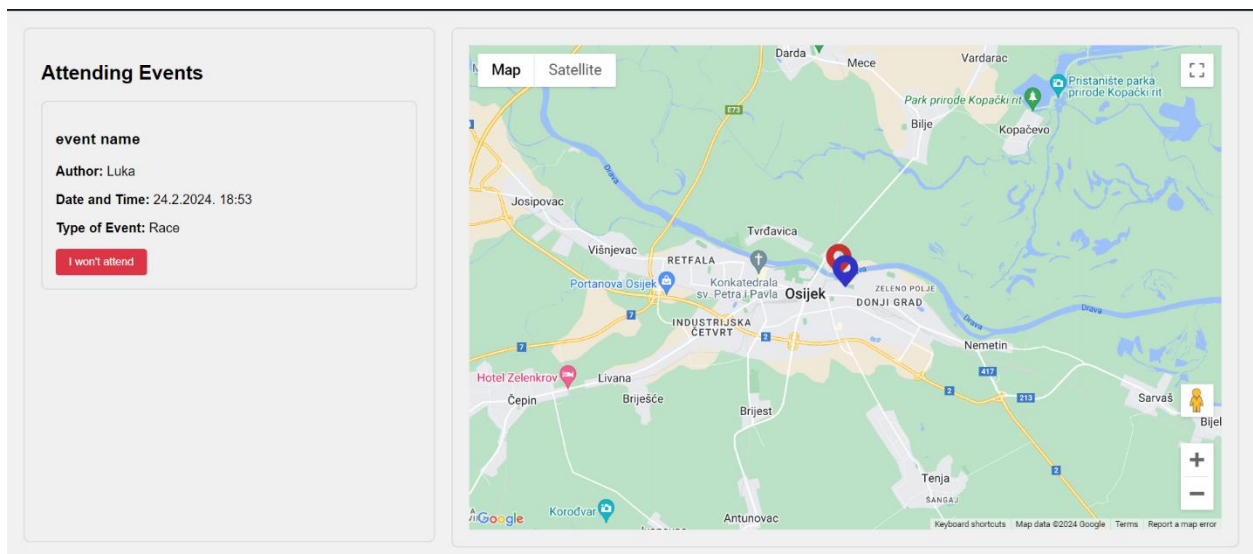 Attending Events
event name
Author: Luka
Date and Time: 24.2.2024. 18:53
Type of Event: Race
I won't attend
Map
Satellite
Darda
Mece
Vardarac
Pristanište parka
prirode Kopački rit
Park prirode Kopački rit
E73
Bilje
Kopačevo
Drava
Josipovac
Tvrđavica
Višnjevac
RETFALA
Drava
Portanova Osijek
Konkatedrala
sv. Petra i Pavla
Osijek
ZELENO POLJE
DONJI GRAD
7
INDUSTRIJSKA
ČETVRT
2
Drava
Drava
7
Nemetin
417
Hotel Zelenkrov
Livana
2
213
Čepin
Briješće
Sarvaš
Brijest
Bijel
2
Tenja
SANGAJ
Korođvar
Antunovac
Google
Keyboard shortcuts
Map data ©2024 Google
Terms
Report a map error